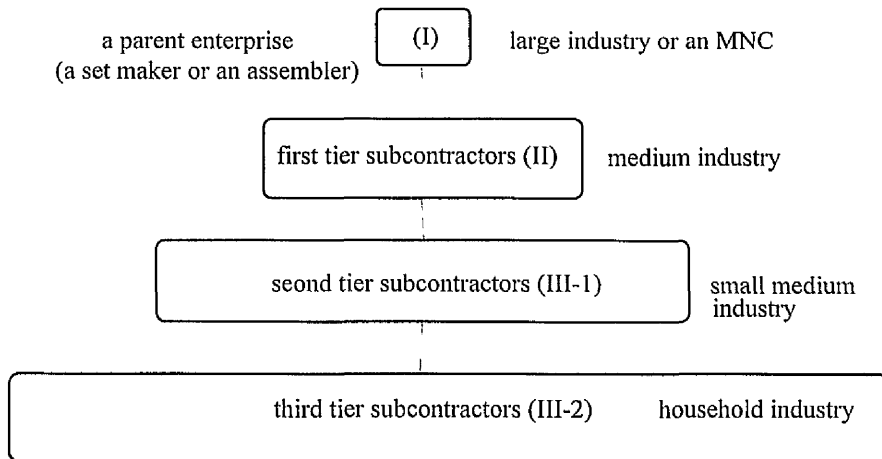 a parent enterprise
(a set maker or an assembler)
(I)
large industry or an MNC
first tier subcontractors (II)
medium industry
seond tier subcontractors (III-1)
small medium
industry
third tier subcontractors (III-2)
household industry